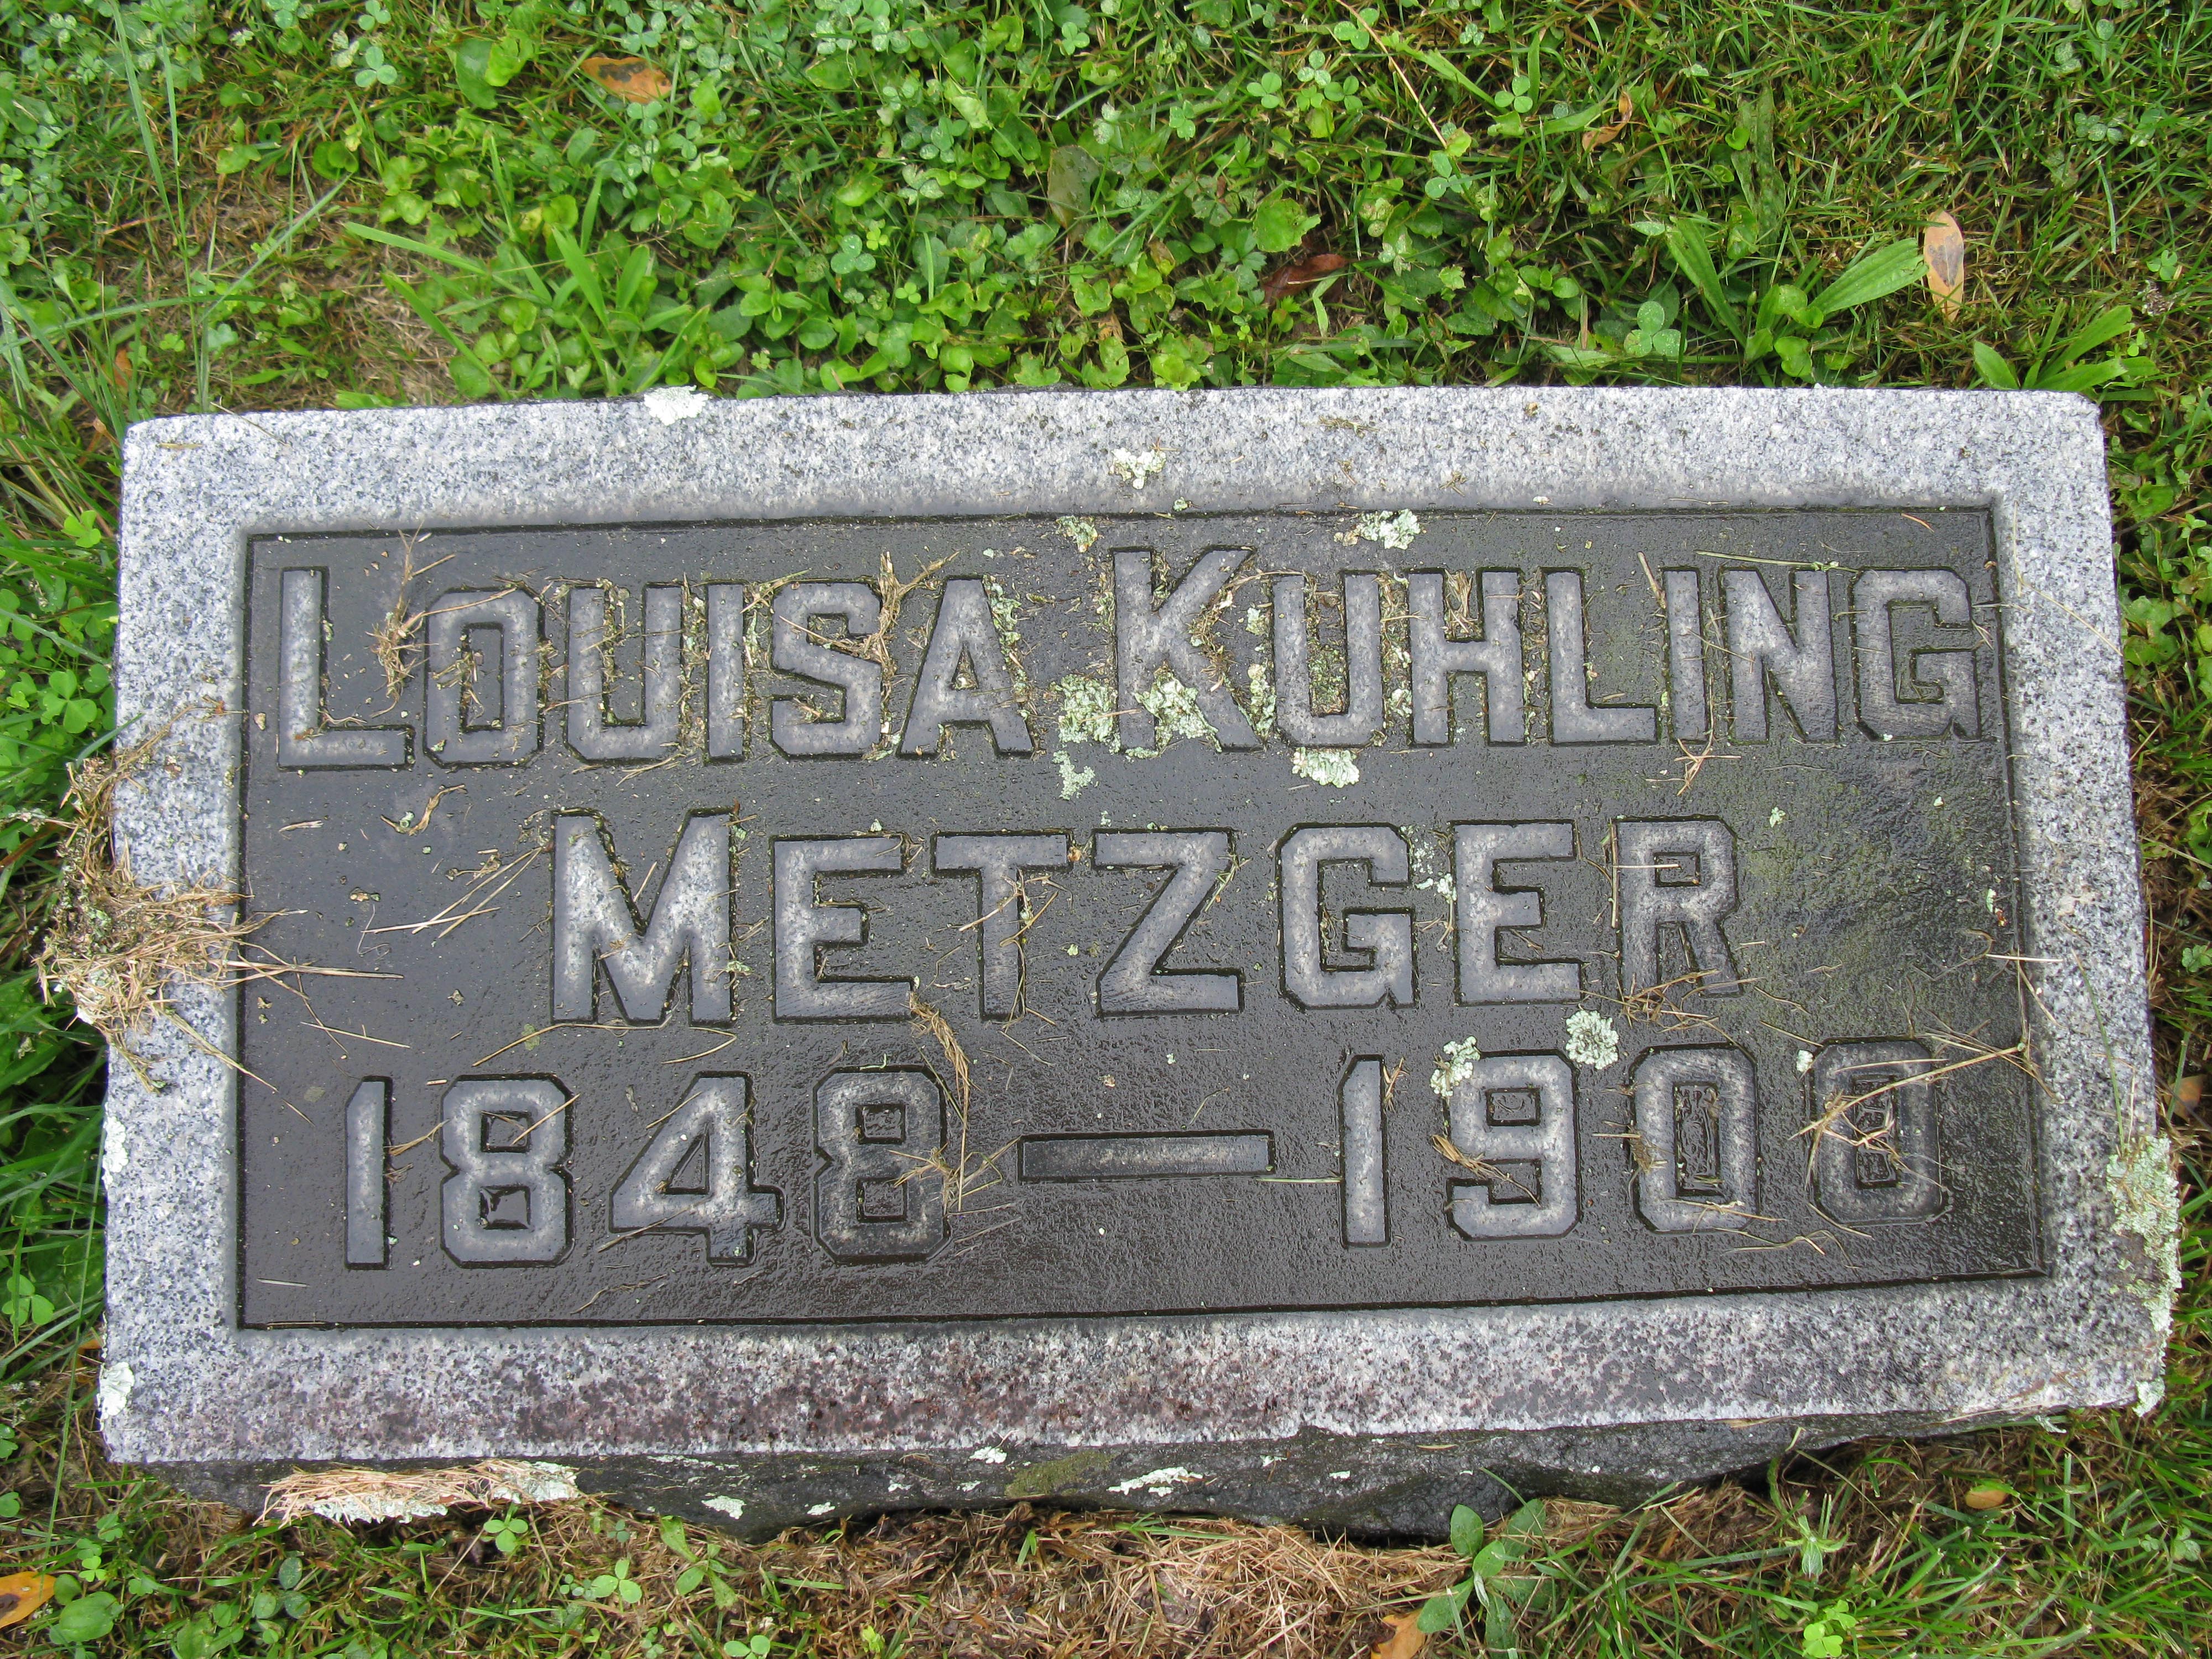 LOUISA KUHLING
METZGER
1848—1900